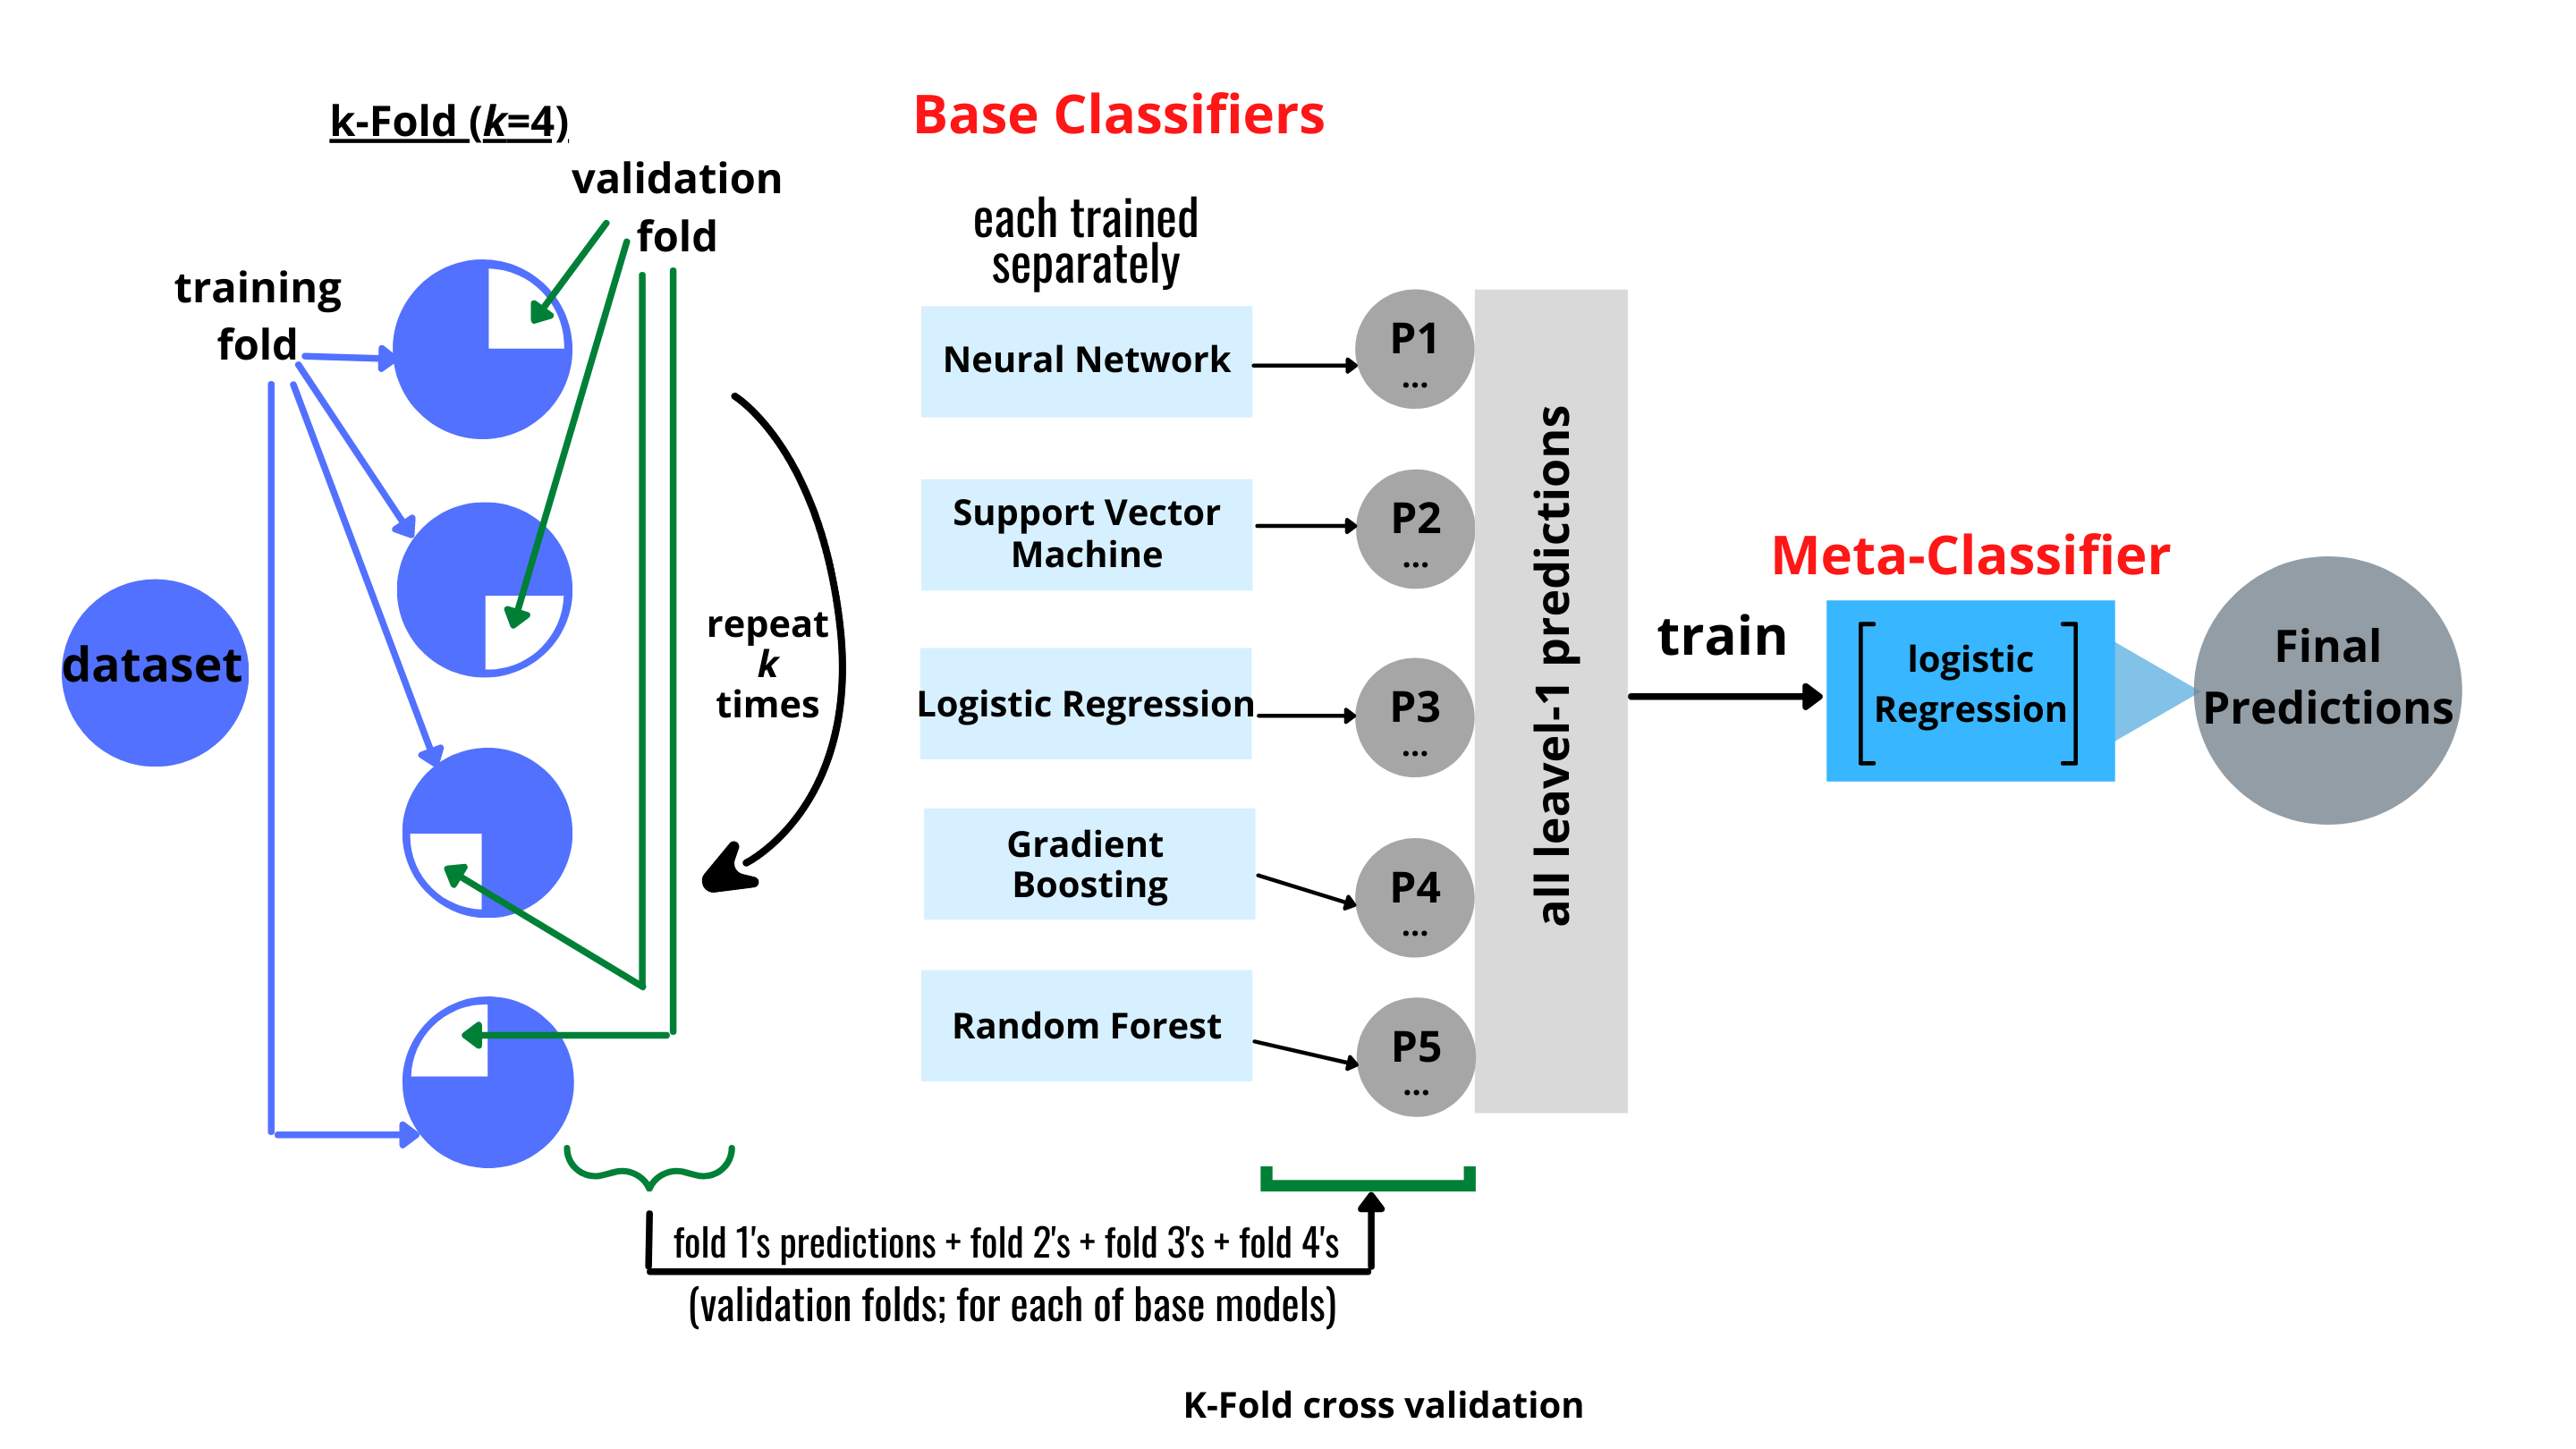 k-Fold (k=4)
validation
fold
training
fold
dataset
repeat
k
times
Base Classifiers
each trained
separately
Neural Network
Support Vector
Machine
Logistic Regression
Gradient
Boosting
Random Forest
P1
...
P2
...
P3
...
P4
...
P5
...
all leavel-1 predictions
train
Meta-Classifier
logistic
Regression
Final
Predictions
fold 1's predictions + fold 2's + fold 3's + fold 4's
(validation folds; for each of base models)
K-Fold cross validation